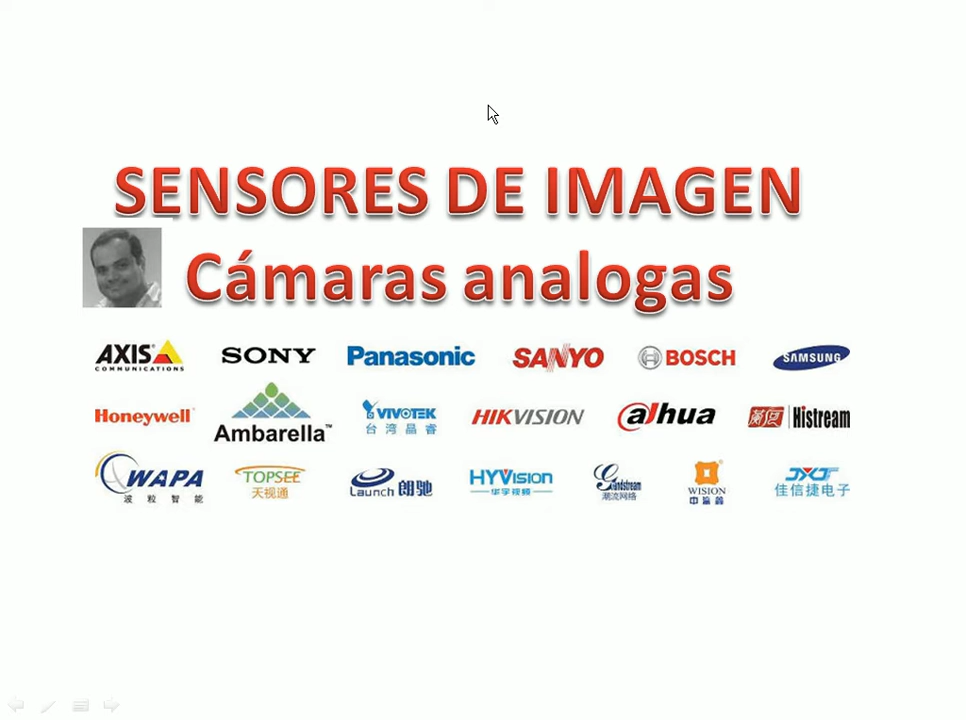 SENSORES DE IMAGEN
Cámaras analogas
AXIS COMMUNICATIONS SONY Panasonic SANYO BOSCH SAMSUNG
Honeywell Ambarella™ VIVOTEK 台湾晶睿 HIKVISION alhua Histream
WAPA 波粒智能 TOPSEE 天视通 Launch 朗驰 HYVision 华宇视频 Grandstream 潮流网络 WISION JXJ 佳信捷电子